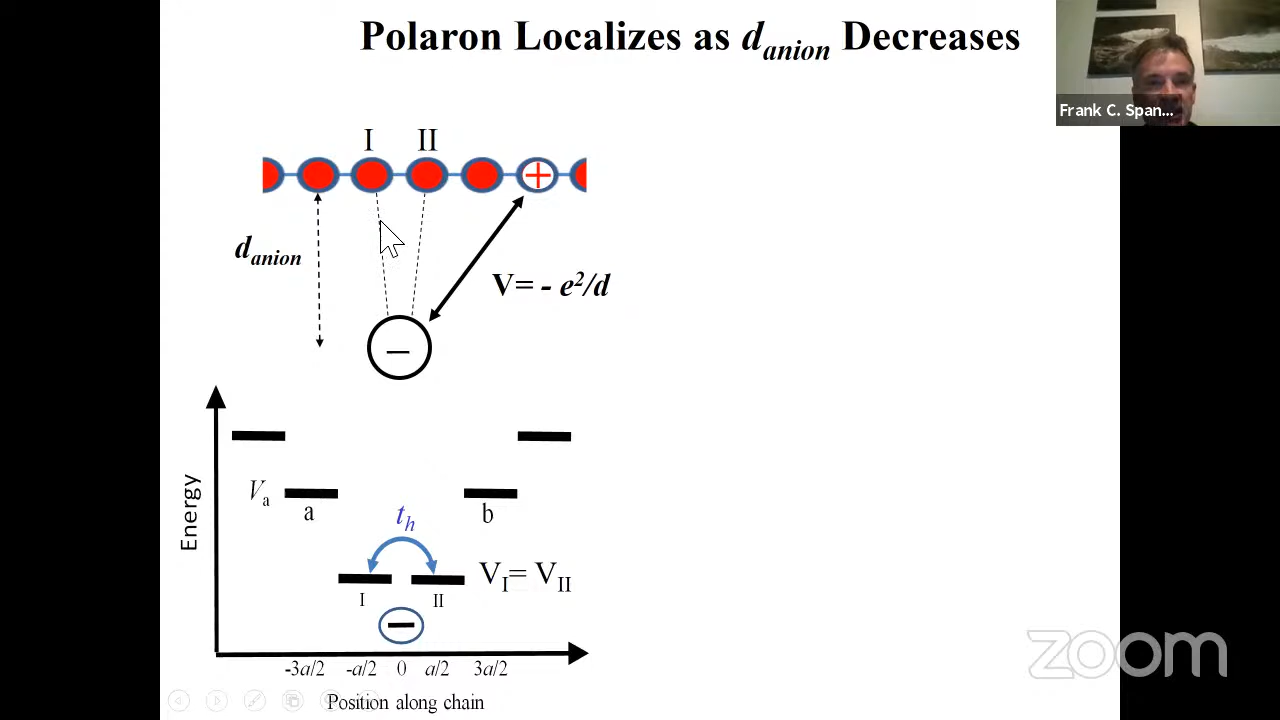 Polaron Localizes as d_anion Decreases
Frank C. Span...
I II
+
d_anion
V= - e²/d
–
Energy
V_a
a
b
t_h
V_I= V_II
I
II
–
-3a/2 -a/2 0 a/2 3a/2
Position along chain
zoom